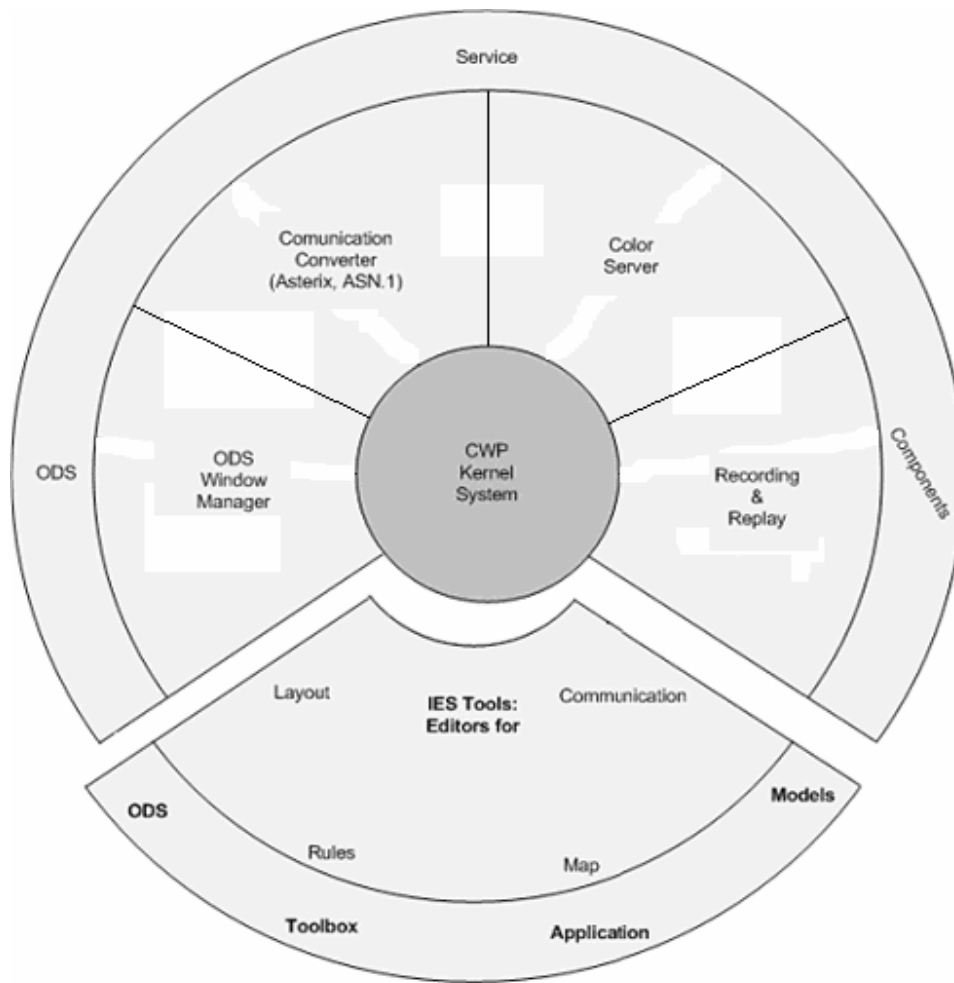 Service
Comunication
Converter
(Asterix, ASN.1)
Color
Server
ODS
ODS
Window
Manager
CWP
Kernel
System
Recording
&
Replay
Components
Layout
IES Tools:
Editors for
Communication
ODS
Models
Rules
Map
Toolbox
Application